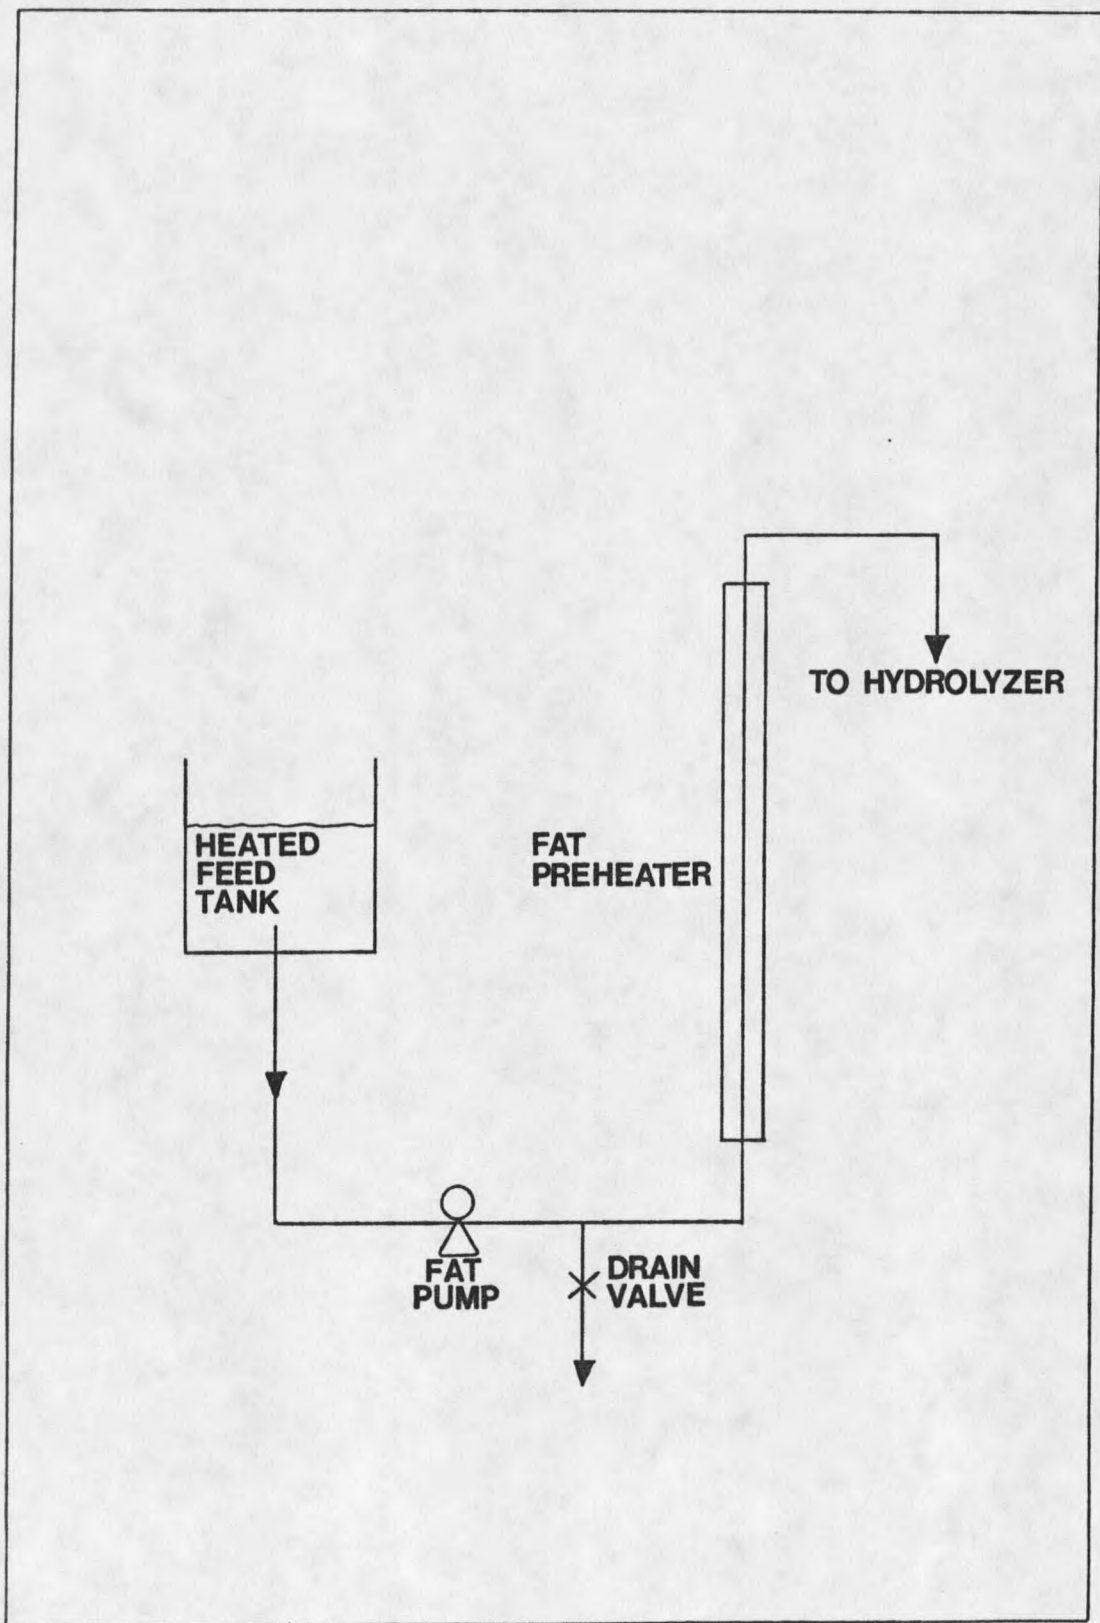 TO HYDROLYZER
HEATED
FEED
TANK
FAT
PREHEATER
FAT
PUMP
DRAIN
VALVE